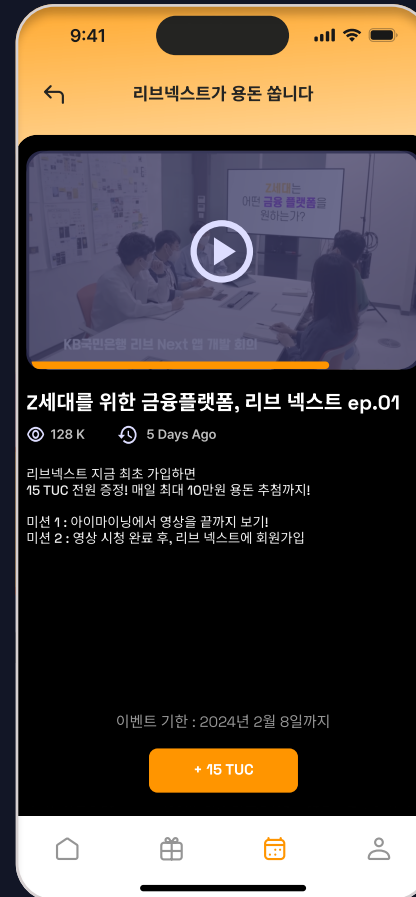 9:41
리브넥스트가 용돈 쏩니다
Z세대는
어떤 금융 플랫폼을
원하는가?
KB국민은행 리브 Next 앱 개발 회의
Z세대를 위한 금융플랫폼, 리브 넥스트 ep.01
128 K
5 Days Ago
리브넥스트 지금 최초 가입하면
15 TUC 전원 증정! 매일 최대 10만원 용돈 추첨까지!
미션 1 : 아이마이닝에서 영상을 끝까지 보기!
미션 2 : 영상 시청 완료 후, 리브 넥스트에 회원가입
이벤트 기한 : 2024년 2월 8일까지
+ 15 TUC